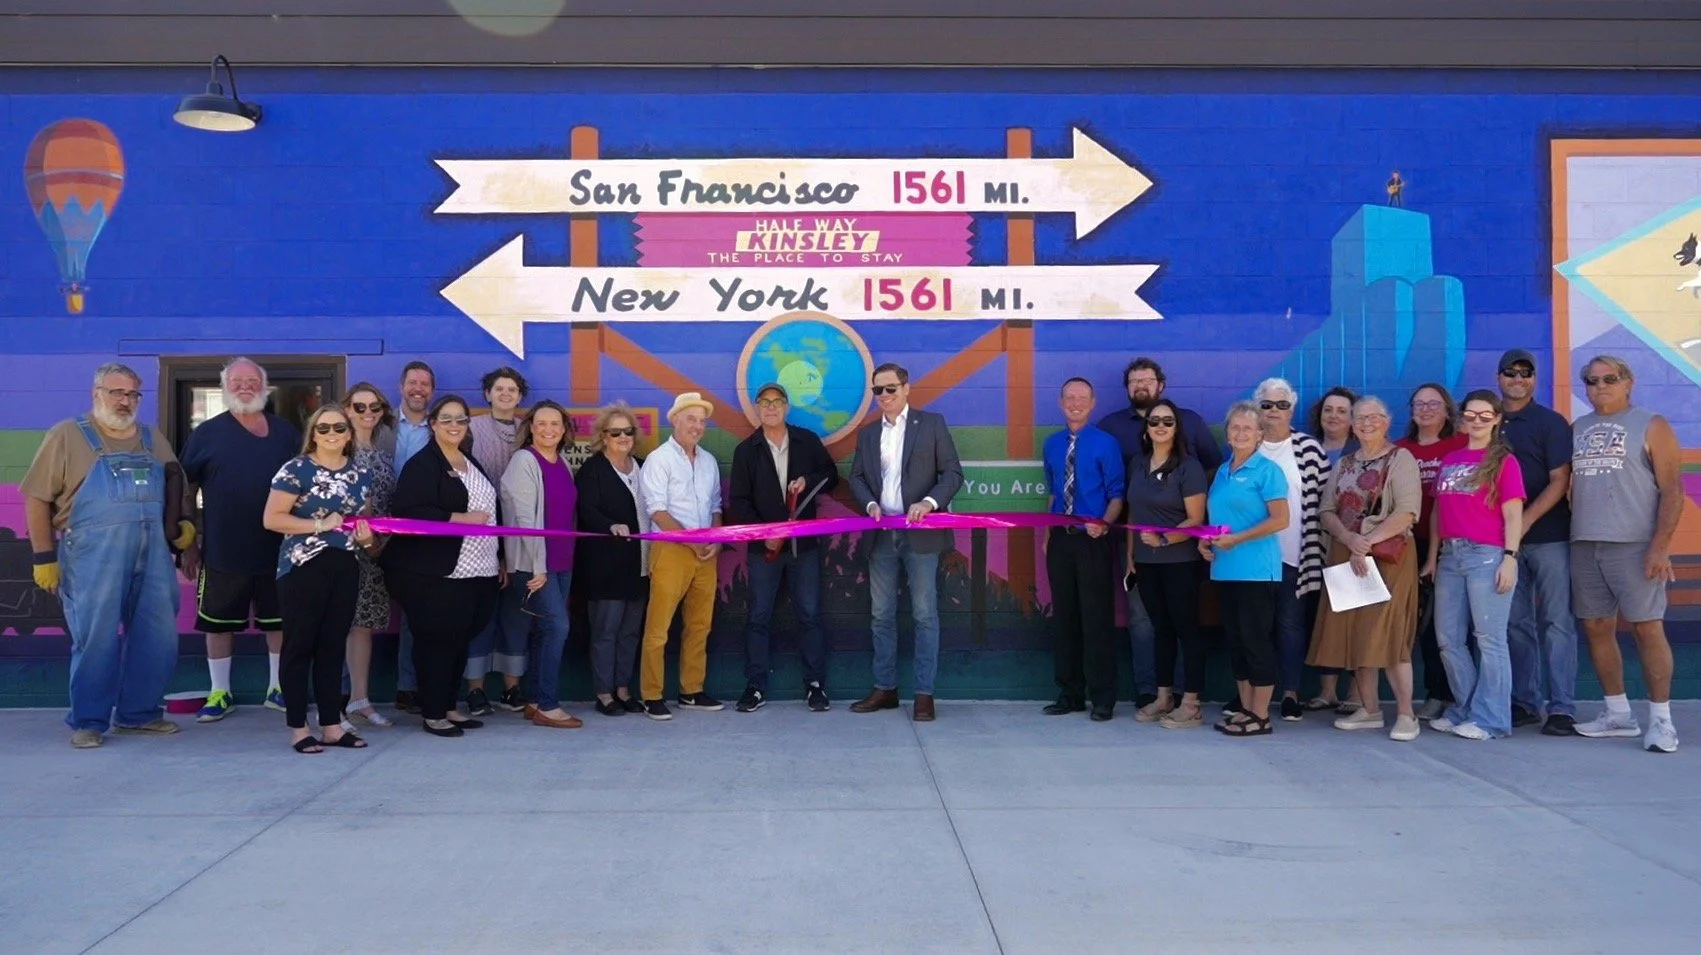 San Francisco 1561 MI.
HALF WAY
KINSLEY
THE PLACE TO STAY
New York 1561 MI.
You Are
USA